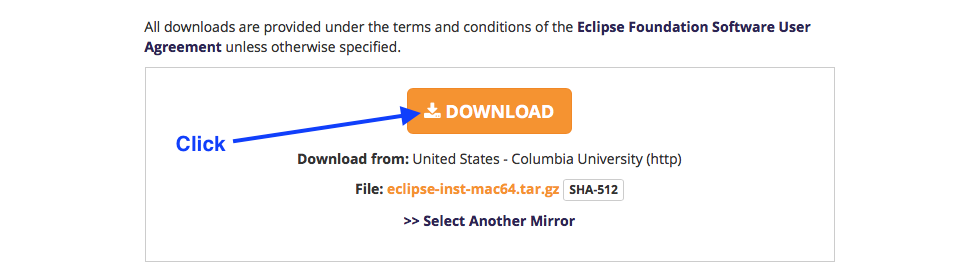 All downloads are provided under the terms and conditions of the Eclipse Foundation Software User
Agreement unless otherwise specified.
DOWNLOAD
Click
Download from: United States - Columbia University (http)
File: eclipse-inst-mac64.tar.gz SHA-512
>> Select Another Mirror